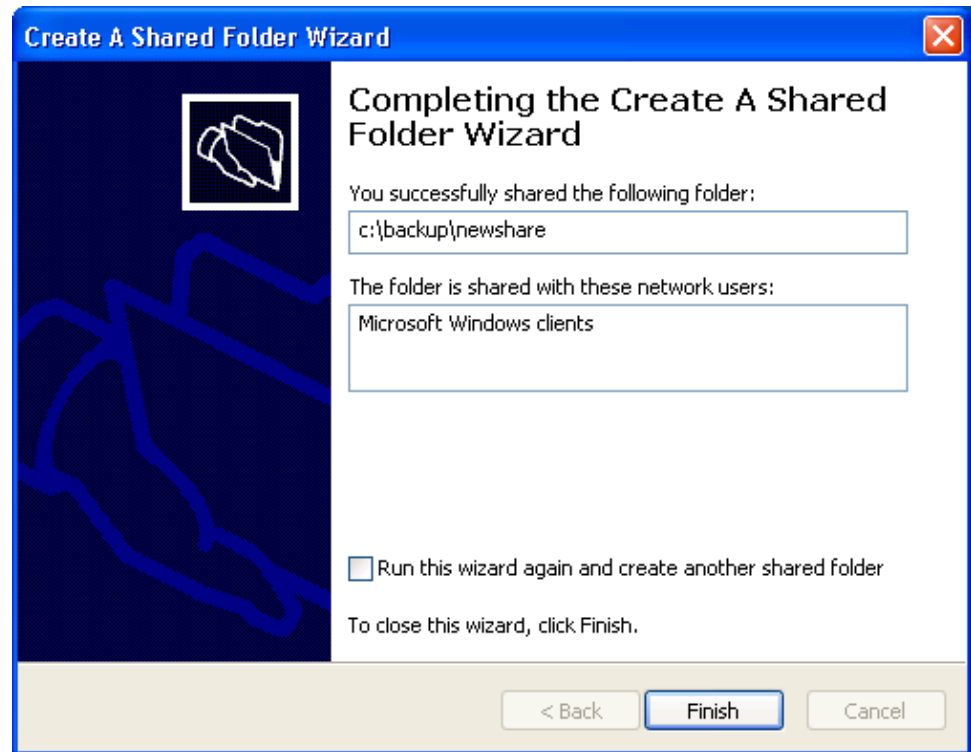 Create A Shared Folder Wizard
Completing the Create A Shared
Folder Wizard
You successfully shared the following folder:
c:\backup\newshare
The folder is shared with these network users:
Microsoft Windows clients
Run this wizard again and create another shared folder
To close this wizard, click Finish.
< Back
Finish
Cancel